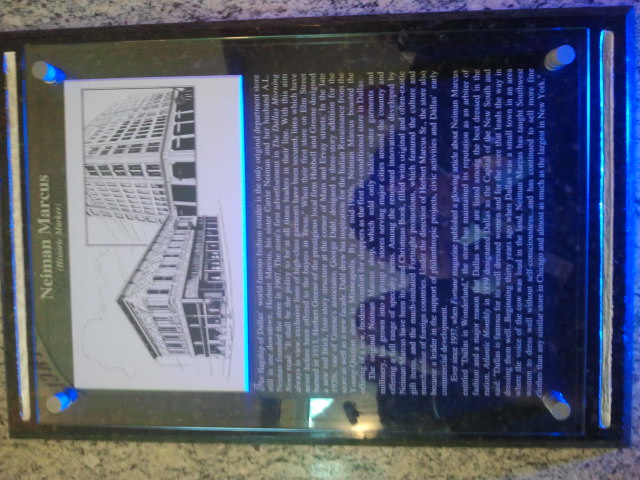 Neiman Marcus
(Historic Marker)
The flagship of Dallas' world-famous fashion retailer is the only original department store
still in use downtown. Herbert Marcus, his sister Carrie Neiman and her husband A.L.
Neiman founded the store in 1907. The store's first advertisement in The Dallas Morning
News read: "It shall be the policy to be at all times leaders in their line. With this aim
always in view, exclusive lines of high-class garments have been secured, lines which have
never before been offered to the buyers in Texas." When their first store on Elm Street
burned in 1913, Herbert Greene of the prestigious local firm Hubbell and Greene designed
a new red brick, four-story structure at the corner of Main and Ervay streets. In the late
1920s, one of Greene's associates, George Dahl, designed a three-story addition for the
store as well as a new facade. Dahl drew his inspiration for the Italian Renaissance from the
Young-Quinlan store in Minneapolis. By the mid-1930s, Neiman Marcus boasted the
offering of a new, modern comfort for shoppers as the first air-conditioned store in Dallas.
The original Neiman Marcus shop, which sold only ladies' outer garments and
millinery, has grown into a group of stores serving major cities around the country and
offering a full range of specialty items. Among the renowned innovations developed by
Neiman Marcus have been its famed Christmas Book, filled with original and often-exotic
gift items, and the much-imitated Fortnight promotions, which featured the culture and
merchandise of foreign countries. Under the direction of Herbert Marcus Sr., the store also
became a leader in the support of philanthropic projects, civic activities and Dallas' early
commercial development.
Ever since 1937, when Fortune magazine published a glowing article about Neiman Marcus
entitled "Dallas in Wonderland," the store has maintained its reputation as an arbiter of
fashion and a major reason that Dallas woman are listed among the best dressed in the
nation. Atlantic Monthly in 1939 designated Dallas as the Capital of the New South and
said: "Dallas is famous for its well dressed women and for the store that leads the way in
dressing them well...Beginning thirty years ago when Dallas was a small town in an area
where the voice of the cow was loud in the land, Neiman Marcus has taught Southwest
women to dress well without self-consciousness...and has continued to sell more fine
clothes than any similar store in Chicago and almost as much as the largest in New York."